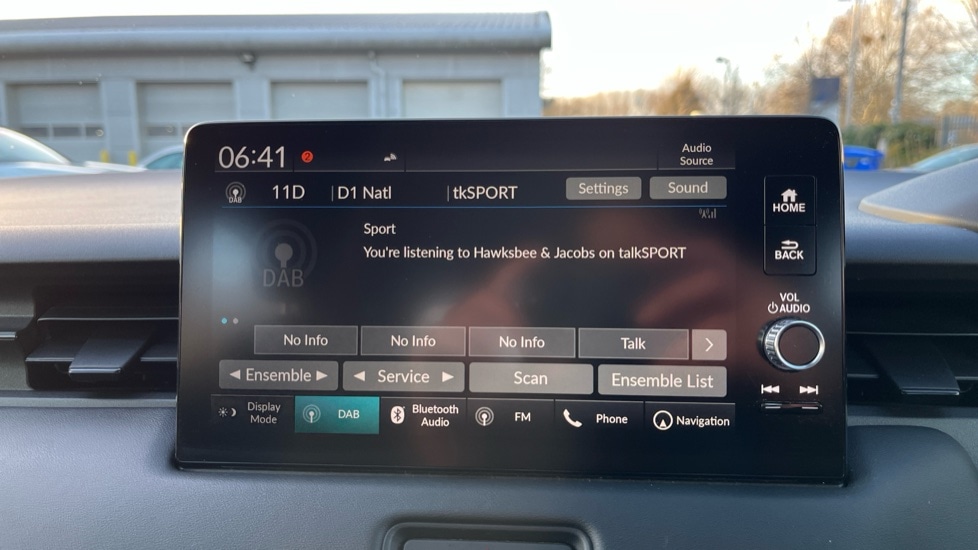 06:41 2 Audio Source
DAB 11D D1 Natl tkSPORT Settings Sound
HOME
Sport
You're listening to Hawksbee & Jacobs on talkSPORT
DAB
BACK
VOL
AUDIO
No Info No Info No Info Talk >
◀ Ensemble ▶ ◀ Service ▶ Scan Ensemble List
Display Mode DAB Bluetooth Audio FM Phone Navigation